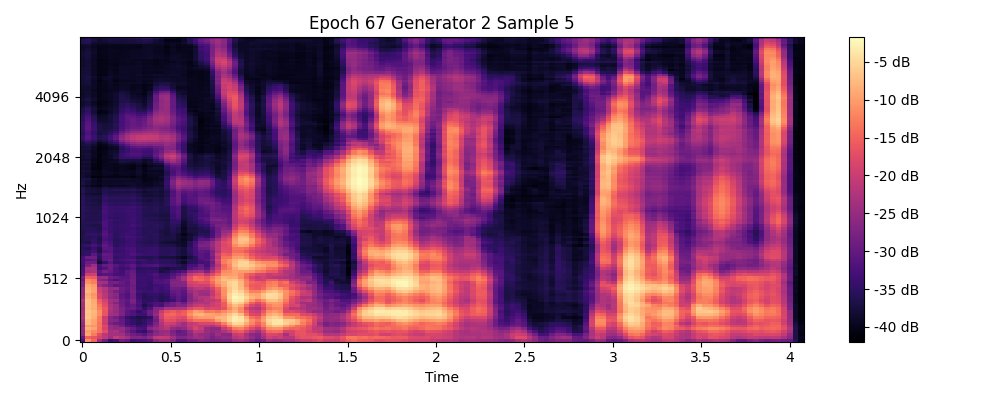 Epoch 67 Generator 2 Sample 5
Hz
4096
2048
1024
512
0
0 0.5 1 1.5 2 2.5 3 3.5 4
Time
-5 dB
-10 dB
-15 dB
-20 dB
-25 dB
-30 dB
-35 dB
-40 dB